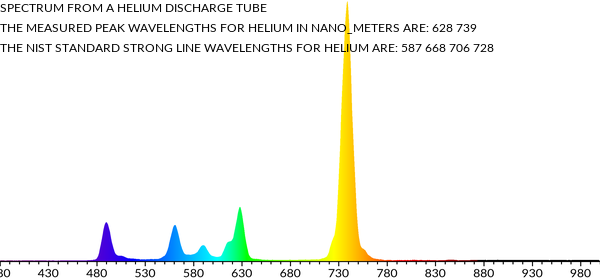 SPECTRUM FROM A HELIUM DISCHARGE TUBE
THE MEASURED PEAK WAVELENGTHS FOR HELIUM IN NANO_METERS ARE: 628 739
THE NIST STANDARD STRONG LINE WAVELENGTHS FOR HELIUM ARE: 587 668 706 728
430 480 530 580 630 680 730 780 830 880 930 980